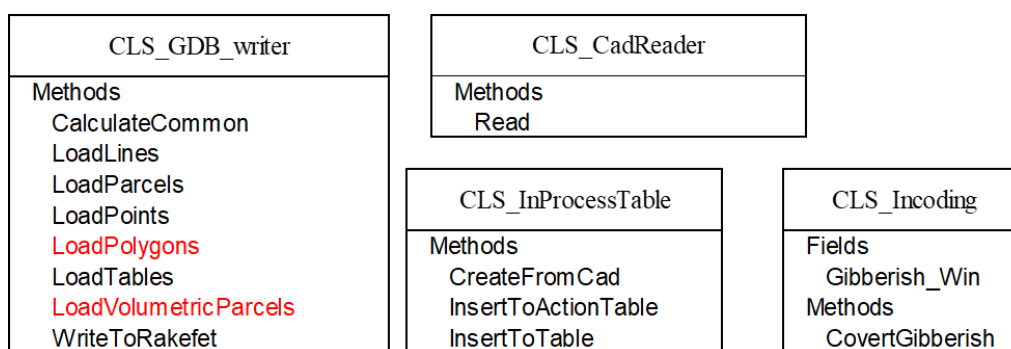 CLS_GDB_writer
Methods
CalculateCommon
LoadLines
LoadParcels
LoadPoints
LoadPolygons
LoadTables
LoadVolumetricParcels
WriteToRakefet
CLS_CadReader
Methods
Read
CLS_InProcessTable
Methods
CreateFromCad
InsertToActionTable
InsertToTable
CLS_Incoding
Fields
Gibberish_Win
Methods
CovertGibberish